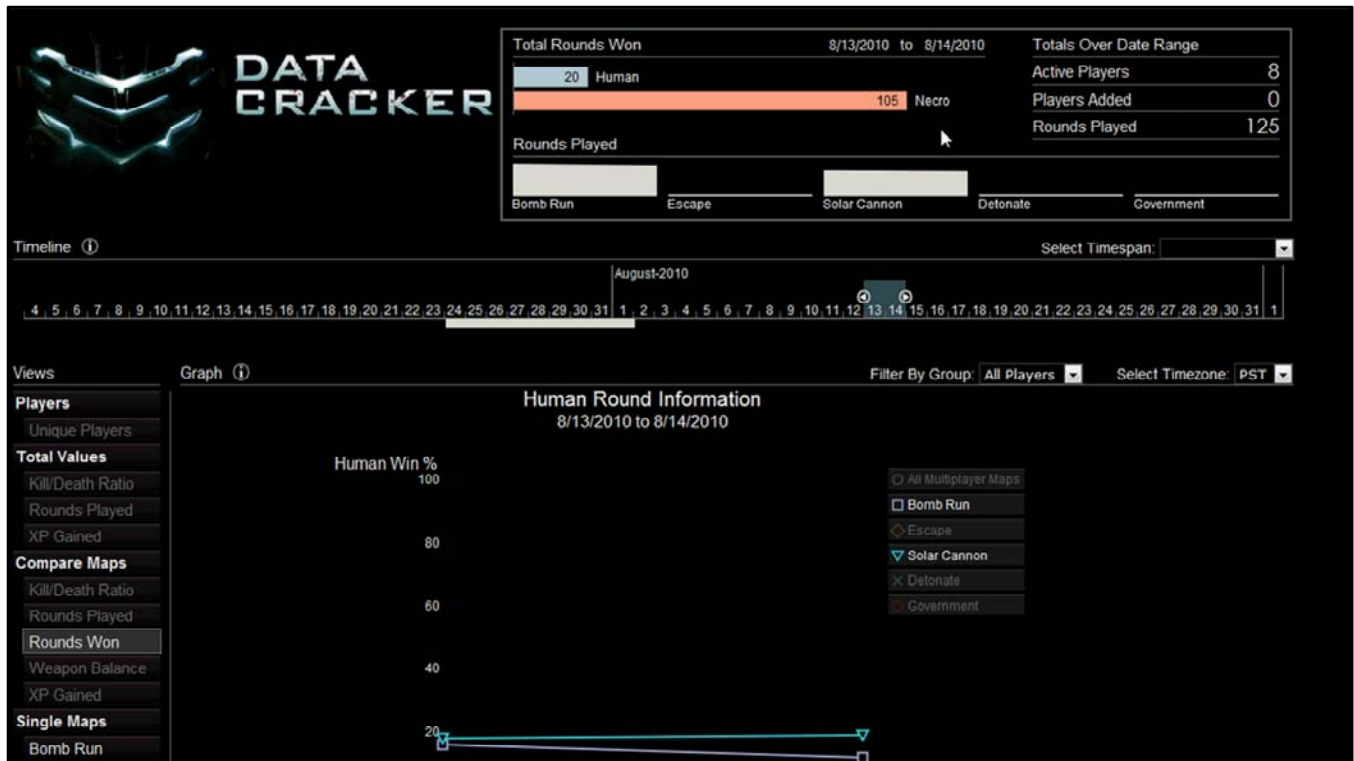 DATA
CRACKER
Total Rounds Won 8/13/2010 to 8/14/2010
20 Human
105 Necro
Rounds Played
Bomb Run Escape Solar Cannon Detonate Government
Totals Over Date Range
Active Players 8
Players Added 0
Rounds Played 125
Timeline
Select Timespan:
August-2010
4 5 6 7 8 9 10 11 12 13 14 15 16 17 18 19 20 21 22 23 24 25 26 27 28 29 30 31 1 2 3 4 5 6 7 8 9 10 11 12 13 14 15 16 17 18 19 20 21 22 23 24 25 26 27 28 29 30 31 1
Views
Players
Unique Players
Total Values
Kill/Death Ratio
Rounds Played
XP Gained
Compare Maps
Kill/Death Ratio
Rounds Played
Rounds Won
Weapon Balance
XP Gained
Single Maps
Bomb Run
Graph
Filter By Group: All Players Select Timezone: PST
Human Round Information
8/13/2010 to 8/14/2010
Human Win %
100
80
60
40
20
All Multiplayer Maps
Bomb Run
Escape
Solar Cannon
Detonate
Government